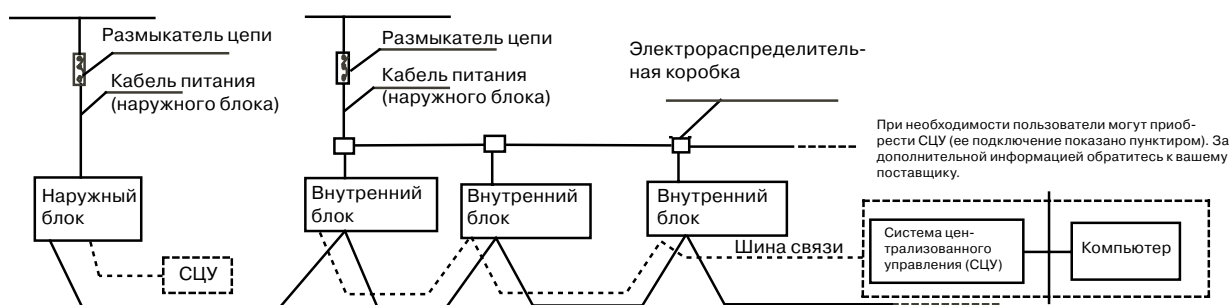 Размыкатель цепи
Кабель питания
(наружного блока)
Наружный
блок
СЦУ
Размыкатель цепи
Кабель питания
(наружного блока)
Электрораспределитель-
ная коробка
Внутренний
блок
Внутренний
блок
Внутренний
блок
Шина связи
При необходимости пользователи могут приоб-
рести СЦУ (ее подключение показано пунктиром). За
дополнительной информацией обратитесь к вашему
поставщику.
Система цен-
трализованного
управления (СЦУ)
Компьютер